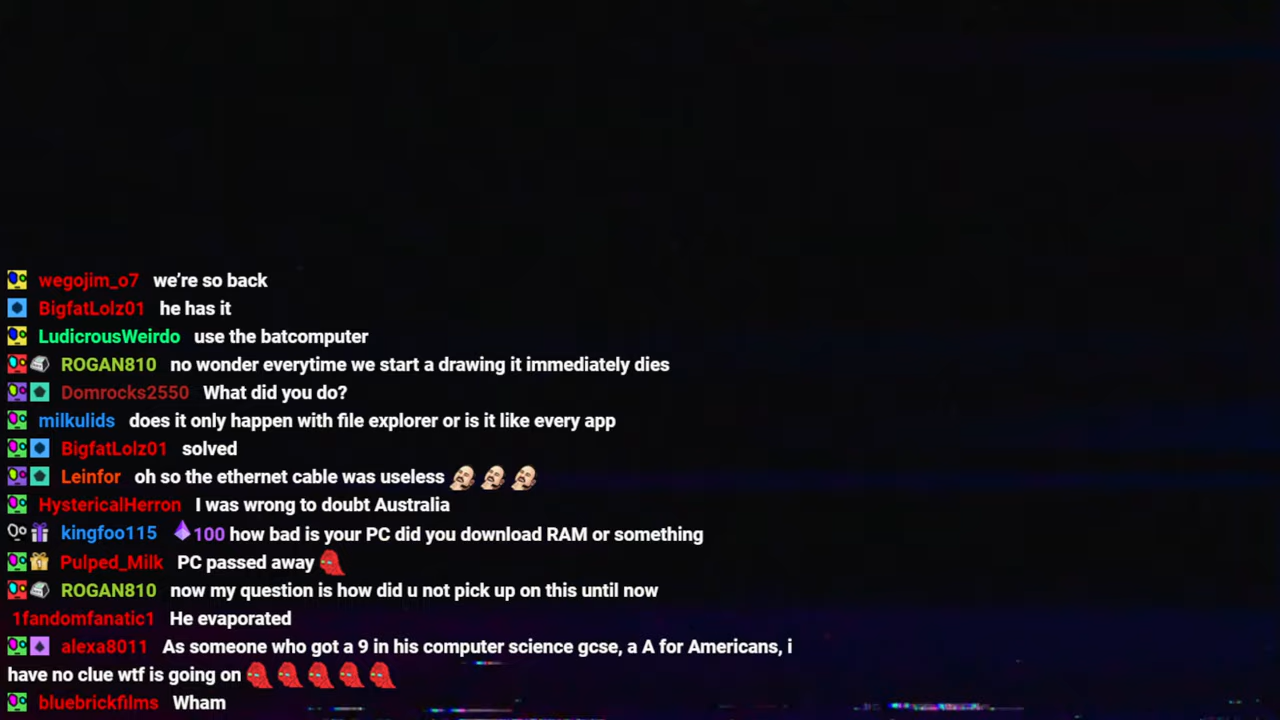 wegojim_o7 we're so back
BigfatLolz01 he has it
LudicrousWeirdo use the batcomputer
ROGAN810 no wonder everytime we start a drawing it immediately dies
Domrocks2550 What did you do?
milkulids does it only happen with file explorer or is it like every app
BigfatLolz01 solved
Leinfor oh so the ethernet cable was useless
HystericalHerron I was wrong to doubt Australia
kingfoo115 100 how bad is your PC did you download RAM or something
Pulped_Milk PC passed away
ROGAN810 now my question is how did u not pick up on this until now
1fandomfanatic1 He evaporated
alexa8011 As someone who got a 9 in his computer science gcse, a A for Americans, i
have no clue wtf is going on
bluebrickfilms Wham